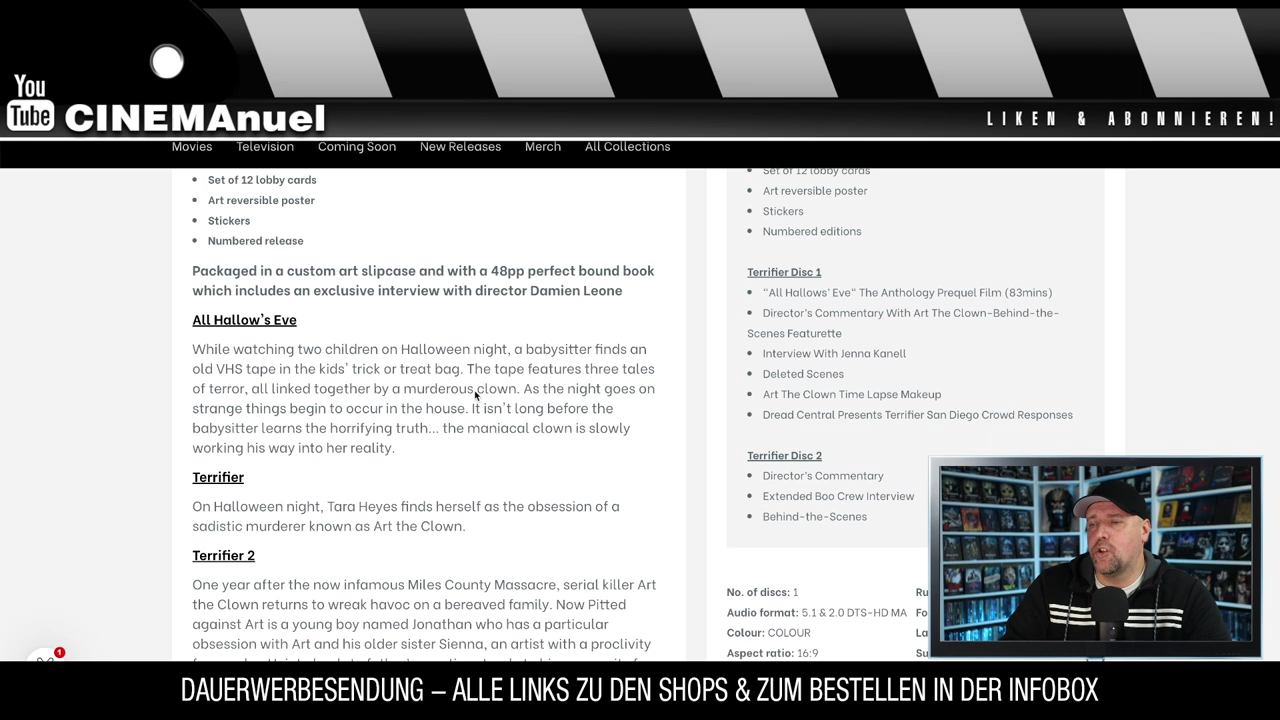 You
Tube
CINEMAnuel
LIKEN & ABONNIEREN!
Movies Television Coming Soon New Releases Merch All Collections
Set of 12 lobby cards
Art reversible poster
Stickers
Numbered release
Packaged in a custom art slipcase and with a 48pp perfect bound book
which includes an exclusive interview with director Damien Leone
All Hallow's Eve
While watching two children on Halloween night, a babysitter finds an
old VHS tape in the kids' trick or treat bag. The tape features three tales
of terror, all linked together by a murderous clown. As the night goes on
strange things begin to occur in the house. It isn't long before the
babysitter learns the horrifying truth... the maniacal clown is slowly
working his way into her reality.
Terrifier
On Halloween night, Tara Heyes finds herself as the obsession of a
sadistic murderer known as Art the Clown.
Terrifier 2
One year after the now infamous Miles County Massacre, serial killer Art
the Clown returns to wreak havoc on a bereaved family. Now Pitted
against Art is a young boy named Jonathan who has a particular
obsession with Art and his older sister Sienna, an artist with a proclivity
Set of 12 lobby cards
Art reversible poster
Stickers
Numbered editions
Terrifier Disc 1
"All Hallows' Eve" The Anthology Prequel Film (83mins)
Director's Commentary With Art The Clown-Behind-the-
Scenes Featurette
Interview With Jenna Kanell
Deleted Scenes
Art The Clown Time Lapse Makeup
Dread Central Presents Terrifier San Diego Crowd Responses
Terrifier Disc 2
Director's Commentary
Extended Boo Crew Interview
Behind-the-Scenes
No. of discs: 1 Ru
Audio format: 5.1 & 2.0 DTS-HD MA Fo
Colour: COLOUR La
Aspect ratio: 16:9 Su
1
DAUERWERBESENDUNG – ALLE LINKS ZU DEN SHOPS & ZUM BESTELLEN IN DER INFOBOX